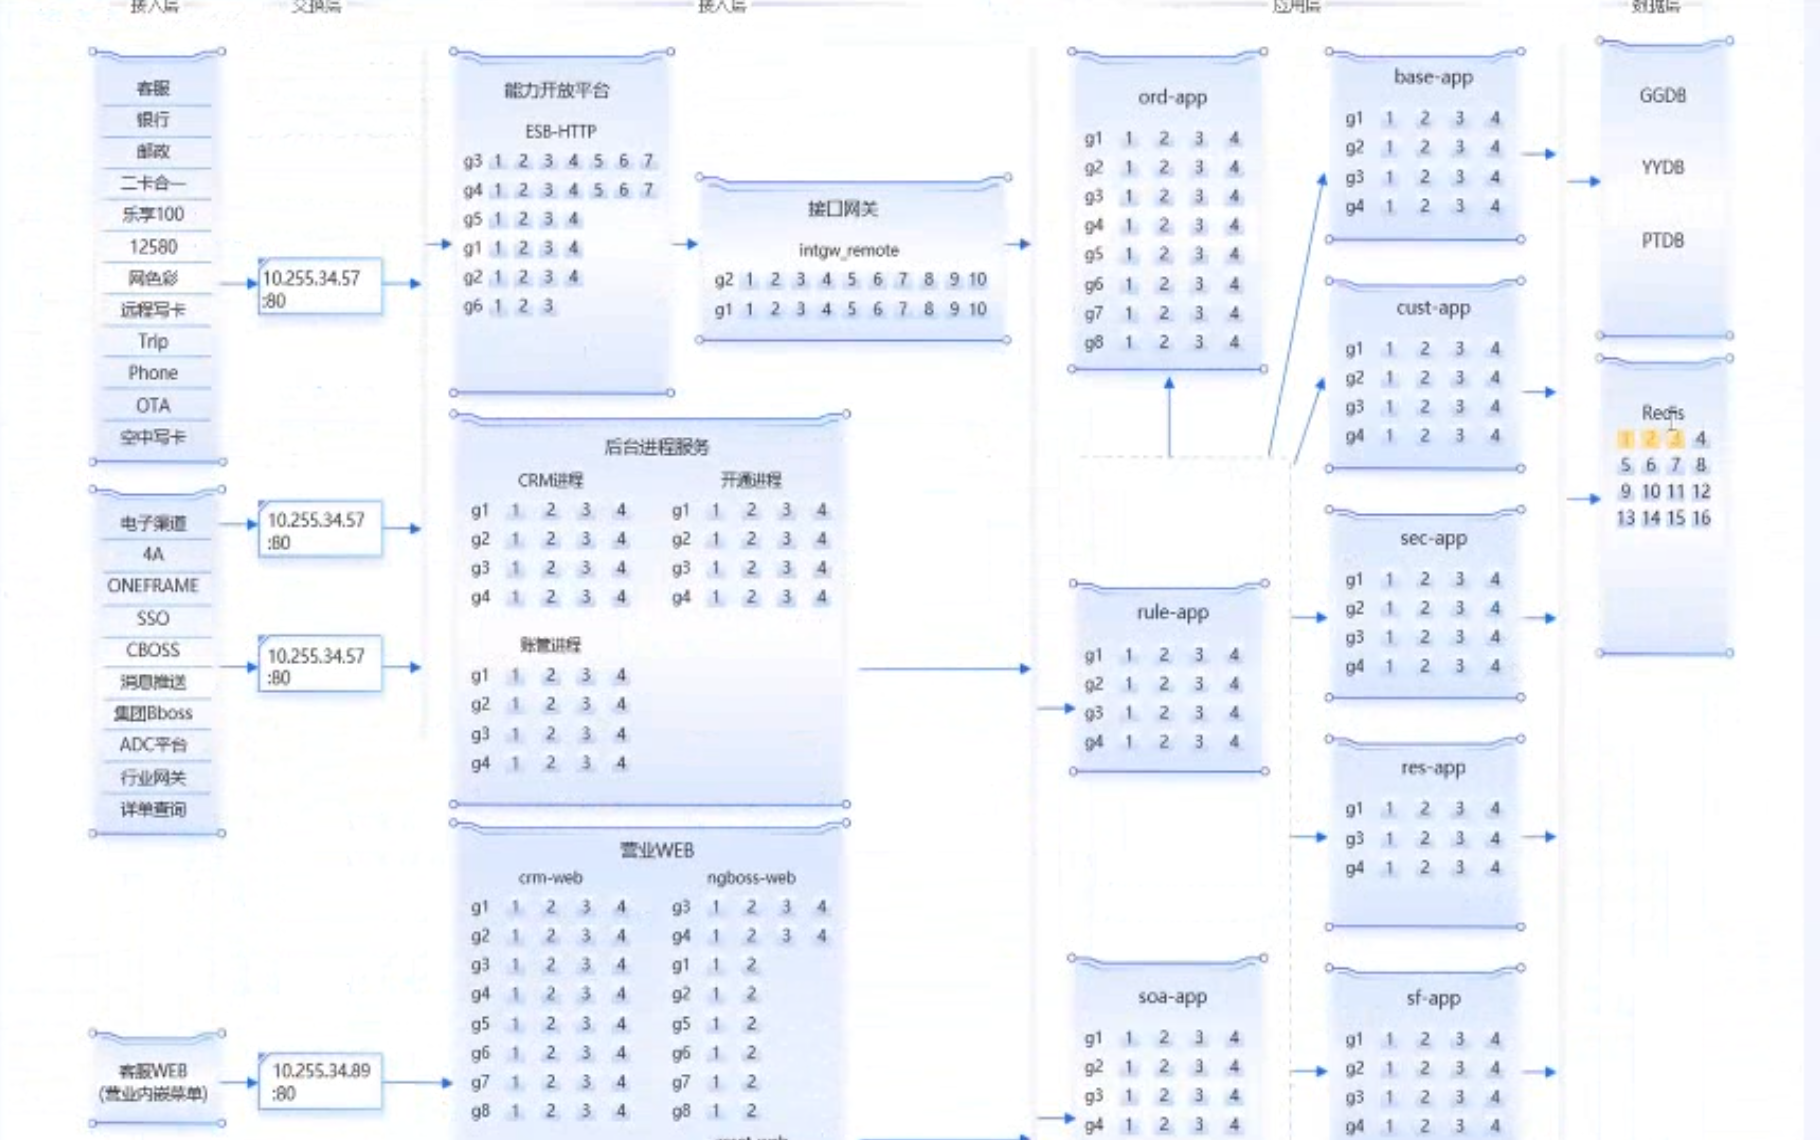 接入层
交换层
接入层
应用层
数据层
客服
银行
邮政
二卡合一
乐享100
12580
网色彩
远程写卡
Trip
Phone
OTA
空中写卡
电子渠道
4A
ONEFRAME
SSO
CBOSS
消息推送
集团Bboss
ADC平台
行业网关
详单查询
客服WEB
(营业内嵌菜单)
10.255.34.57
:80
10.255.34.57
:80
10.255.34.57
:80
10.255.34.89
:80
能力开放平台
ESB-HTTP
g3 1 2 3 4 5 6 7
g4 1 2 3 4 5 6 7
g5 1 2 3 4
g1 1 2 3 4
g2 1 2 3 4
g6 1 2 3
接口网关
intgw_remote
g2 1 2 3 4 5 6 7 8 9 10
g1 1 2 3 4 5 6 7 8 9 10
后台进程服务
CRM进程
g1 1 2 3 4
g2 1 2 3 4
g3 1 2 3 4
g4 1 2 3 4
开通进程
g1 1 2 3 4
g2 1 2 3 4
g3 1 2 3 4
g4 1 2 3 4
账管进程
g1 1 2 3 4
g2 1 2 3 4
g3 1 2 3 4
g4 1 2 3 4
营业WEB
crm-web
g1 1 2 3 4
g2 1 2 3 4
g3 1 2 3 4
g4 1 2 3 4
g5 1 2 3 4
g6 1 2 3 4
g7 1 2 3 4
g8 1 2 3 4
ngboss-web
g3 1 2 3 4
g4 1 2 3 4
g1 1 2
g2 1 2
g5 1 2
g6 1 2
g7 1 2
g8 1 2
ord-app
g1 1 2 3 4
g2 1 2 3 4
g3 1 2 3 4
g4 1 2 3 4
g5 1 2 3 4
g6 1 2 3 4
g7 1 2 3 4
g8 1 2 3 4
rule-app
g1 1 2 3 4
g2 1 2 3 4
g3 1 2 3 4
g4 1 2 3 4
soa-app
g1 1 2 3 4
g2 1 2 3 4
g3 1 2 3 4
g4 1 2 3 4
base-app
g1 1 2 3 4
g2 1 2 3 4
g3 1 2 3 4
g4 1 2 3 4
cust-app
g1 1 2 3 4
g2 1 2 3 4
g3 1 2 3 4
g4 1 2 3 4
sec-app
g1 1 2 3 4
g2 1 2 3 4
g3 1 2 3 4
g4 1 2 3 4
res-app
g1 1 2 3 4
g3 1 2 3 4
g4 1 2 3 4
sf-app
g1 1 2 3 4
g2 1 2 3 4
g3 1 2 3 4
g4 1 2 3 4
GGDB
YYDB
PTDB
Redis
1 2 3 4
5 6 7 8
9 10 11 12
13 14 15 16